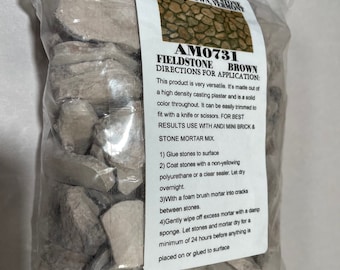 VERMONT
AM0731
FIELDSTONE BROWN
DIRECTIONS FOR APPLICATION:
This product is very versatile. It's made out of
a high density casting plaster and is a solid
color throughout. It can be easily trimmed to
fit with a knife or scissors. FOR BEST
RESULTS USE WITH ANDI MINI BRICK &
STONE MORTAR MIX.
1) Glue stones to surface
2) Coat stones with a non-yellowing
polyurethane or a clear sealer. Let dry
overnight.
3)With a foam brush mortar into cracks
between stones.
4)Gently wipe off excess mortar with a damp
sponge. Let stones and mortar dry for a
minimum of 24 hours before anything is
placed on or glued to surface